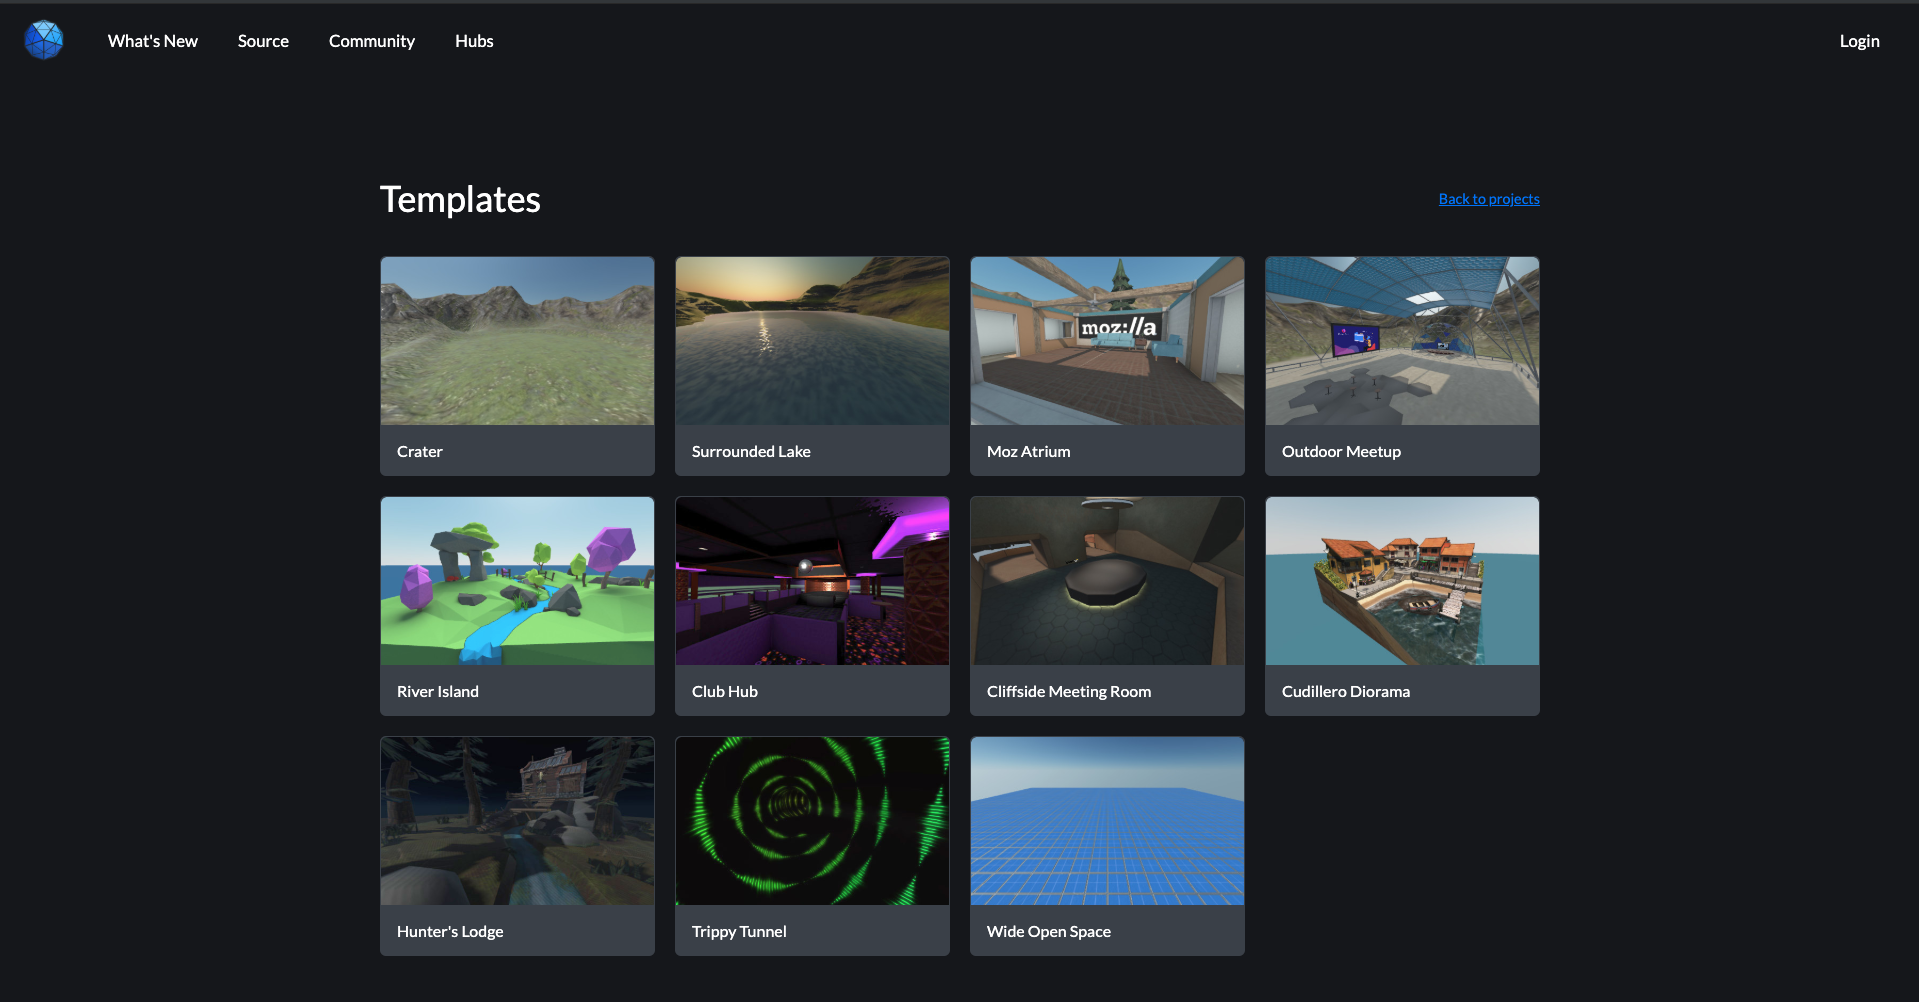 What's New
Source
Community
Hubs
Login
Templates
Back to projects
moz://a
Crater
Surrounded Lake
Moz Atrium
Outdoor Meetup
River Island
Club Hub
Cliffside Meeting Room
Cudillero Diorama
Hunter's Lodge
Trippy Tunnel
Wide Open Space